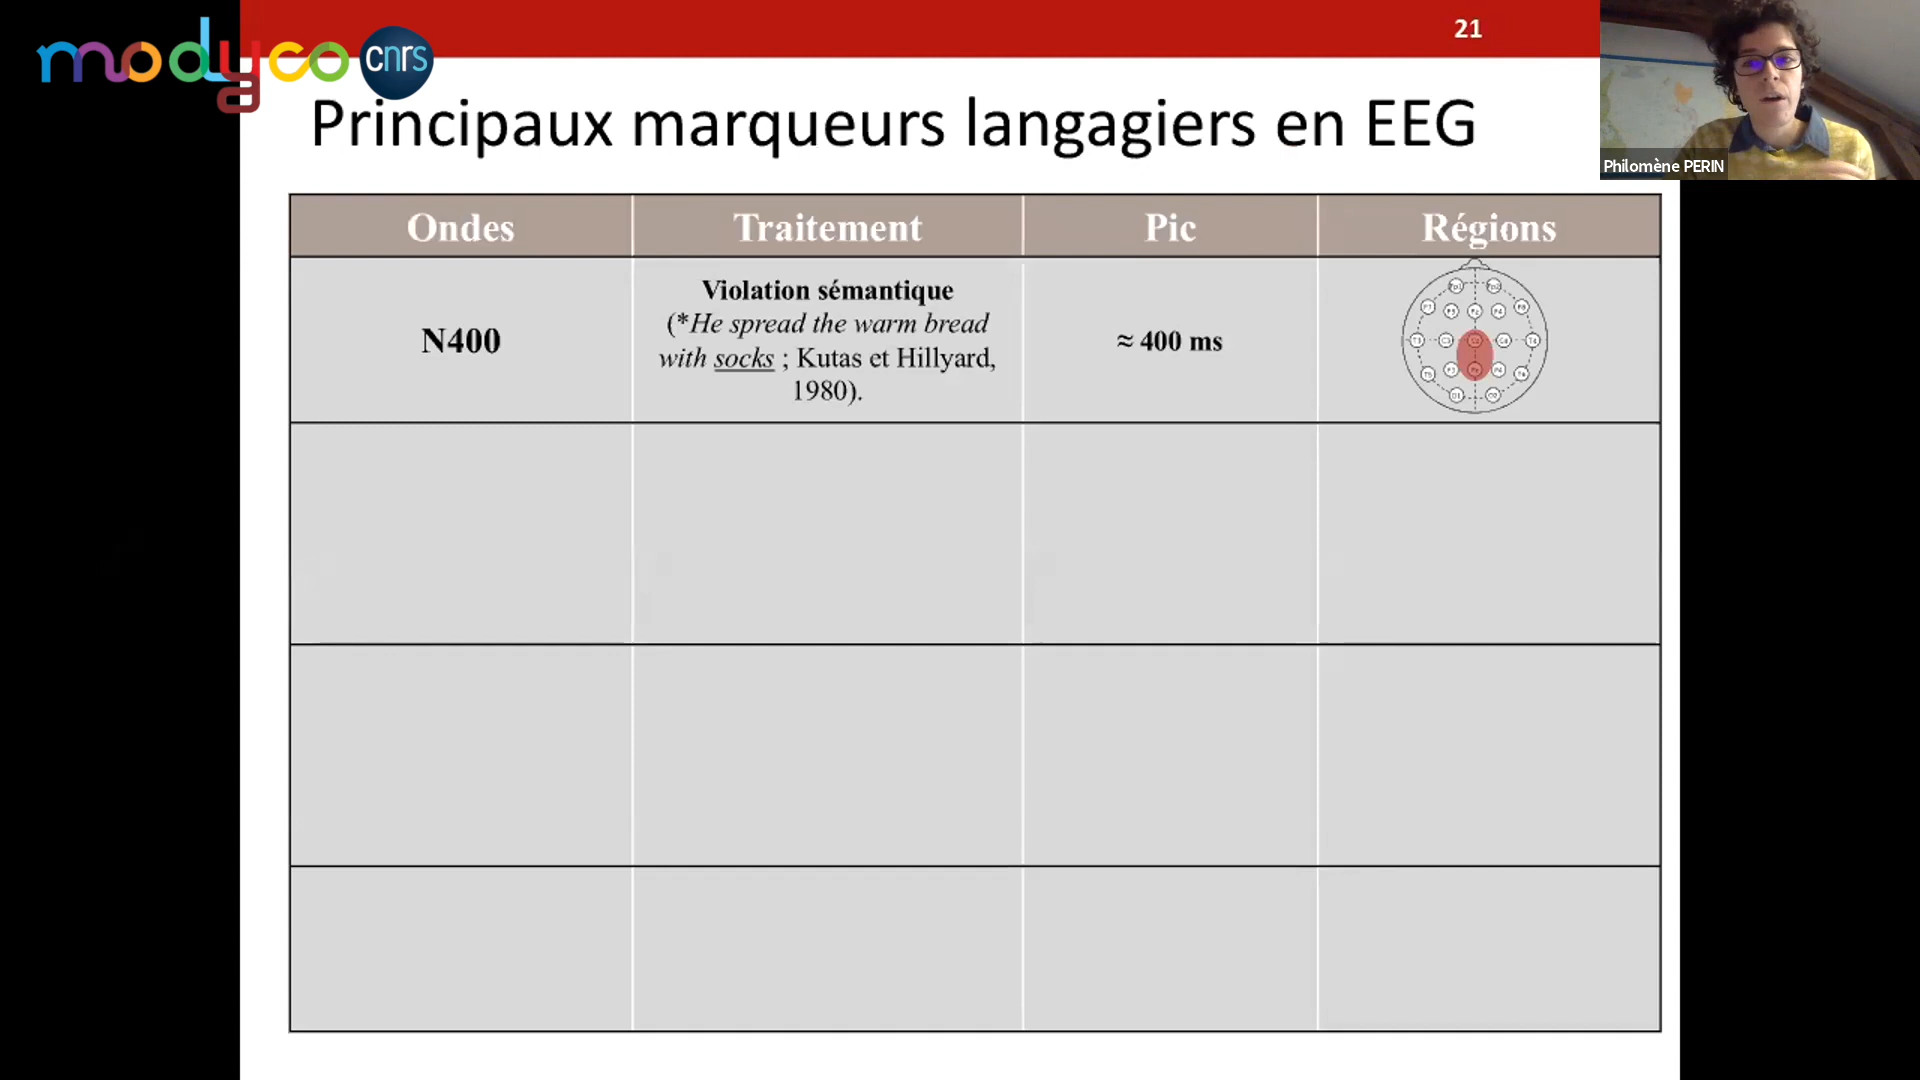 modyco cnrs
21
Principaux marqueurs langagiers en EEG
Philomène PERIN
Ondes Traitement Pic Régions
N400
Violation sémantique
(*He spread the warm bread
with socks ; Kutas et Hillyard,
1980).
≈ 400 ms